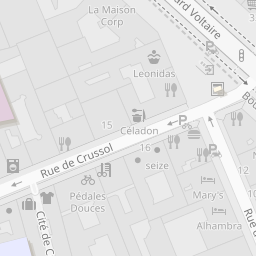 La Maison
Corp
ard Voltaire
Leonidas
15
Céladon
Rue de Crussol
16
seize
Pédales
Douces
Mary's
Alhambra
Cité de C
Bou
Rue d